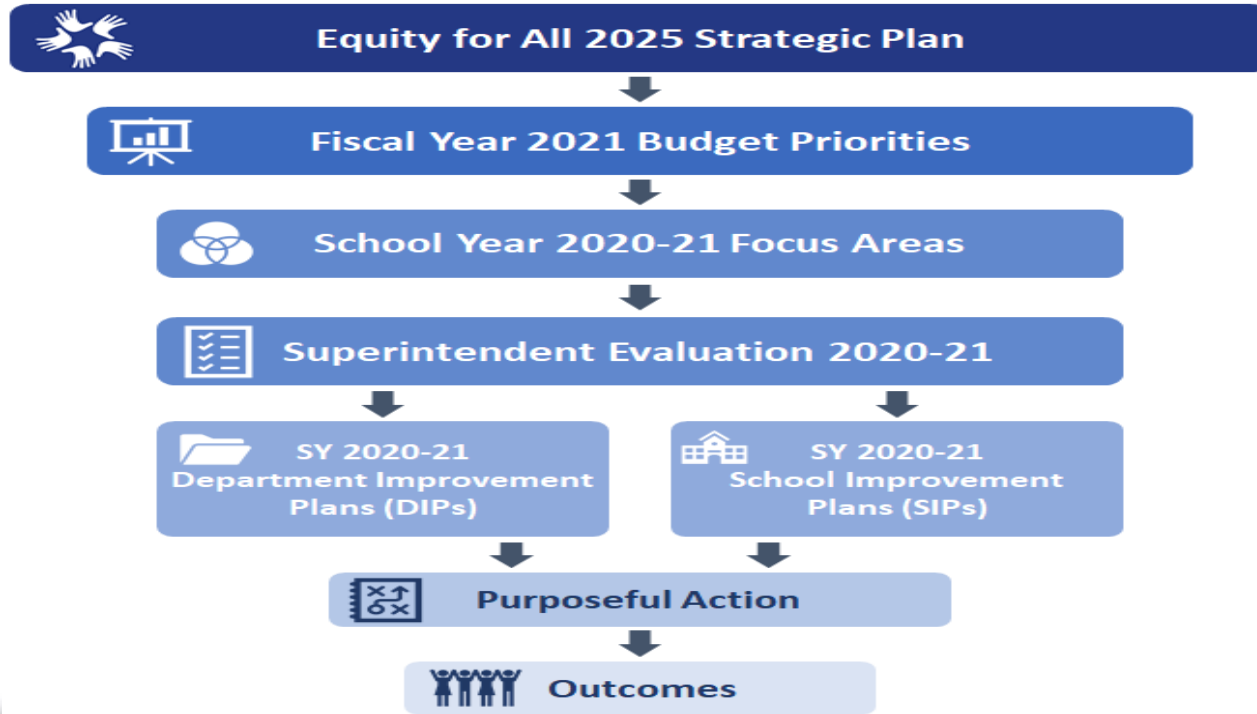 Equity for All 2025 Strategic Plan
Fiscal Year 2021 Budget Priorities
School Year 2020-21 Focus Areas
Superintendent Evaluation 2020-21
SY 2020-21
Department Improvement
Plans (DIPs)
SY 2020-21
School Improvement
Plans (SIPs)
Purposeful Action
Outcomes